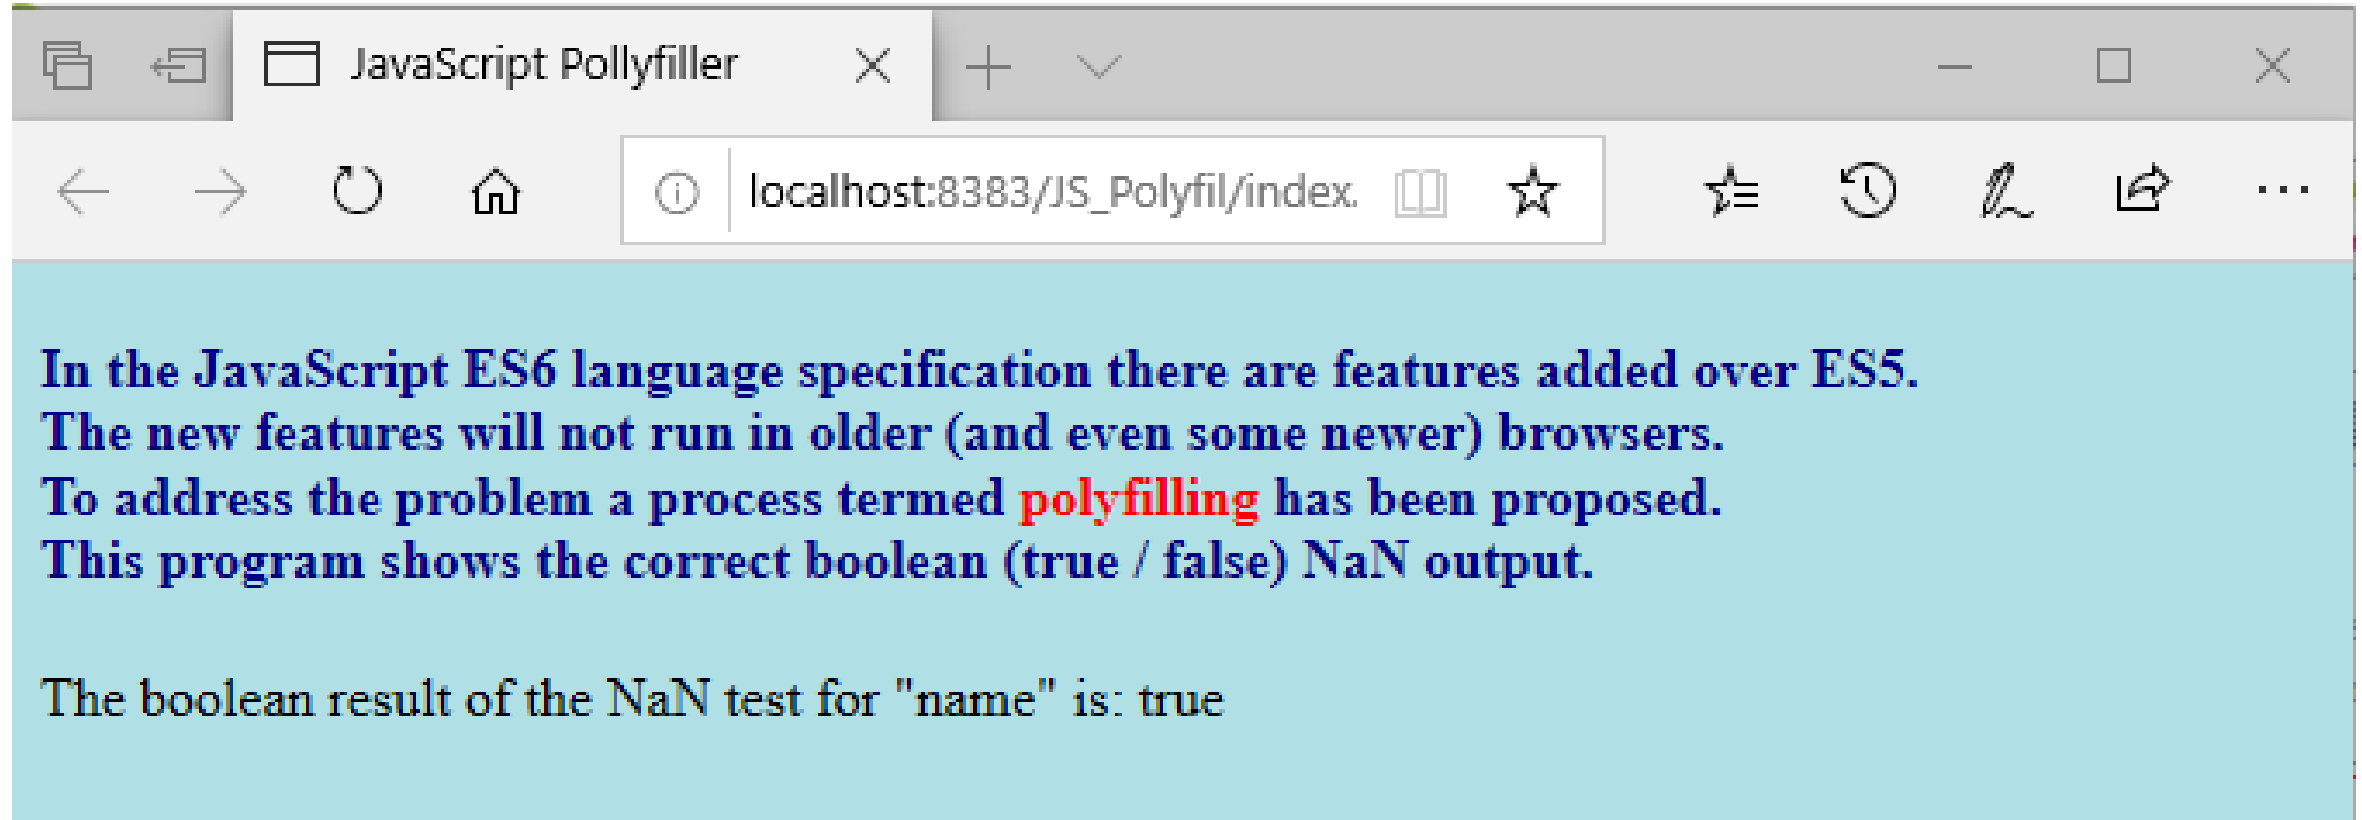 JavaScript Pollyfiller
localhost:8383/JS_Polyfil/index.
In the JavaScript ES6 language specification there are features added over ES5.
The new features will not run in older (and even some newer) browsers.
To address the problem a process termed polyfilling has been proposed.
This program shows the correct boolean (true / false) NaN output.
The boolean result of the NaN test for "name" is: true